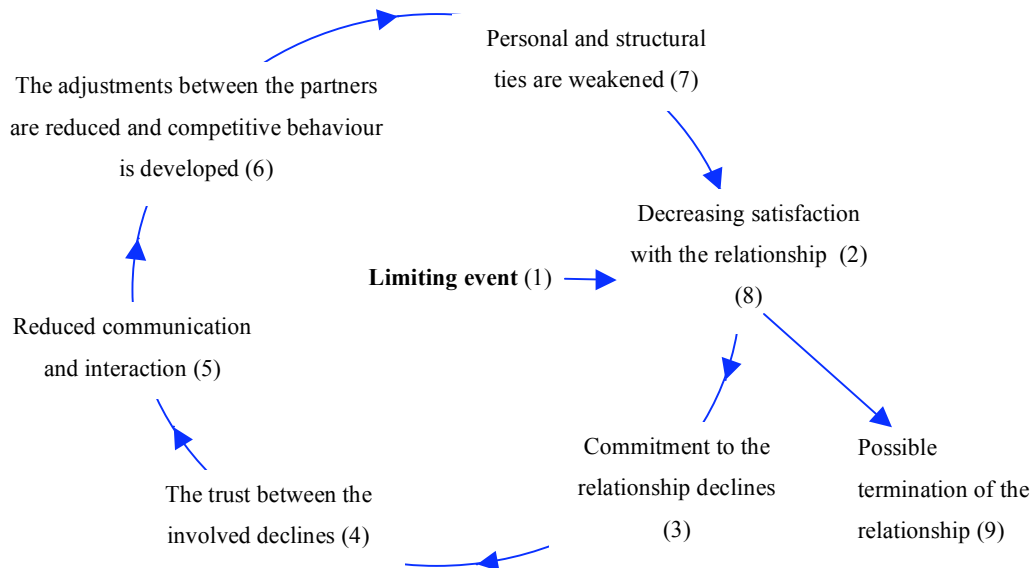 Personal and structural
ties are weakened (7)
The adjustments between the partners
are reduced and competitive behaviour
is developed (6)
Decreasing satisfaction
with the relationship (2)
(8)
Limiting event (1)
Reduced communication
and interaction (5)
Commitment to the
relationship declines
(3)
Possible
termination of the
relationship (9)
The trust between the
involved declines (4)